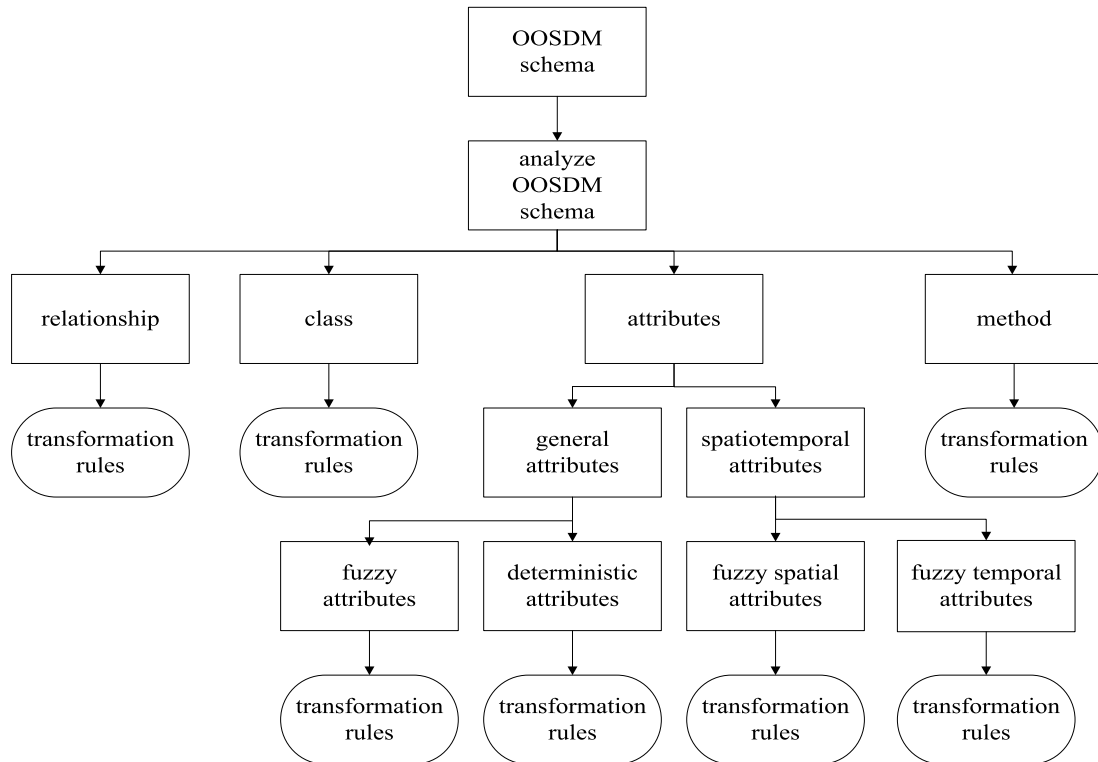 OOSDM
schema
analyze
OOSDM
schema
relationship
class
attributes
method
transformation
rules
transformation
rules
general
attributes
spatiotemporal
attributes
transformation
rules
fuzzy
attributes
deterministic
attributes
fuzzy spatial
attributes
fuzzy temporal
attributes
transformation
rules
transformation
rules
transformation
rules
transformation
rules